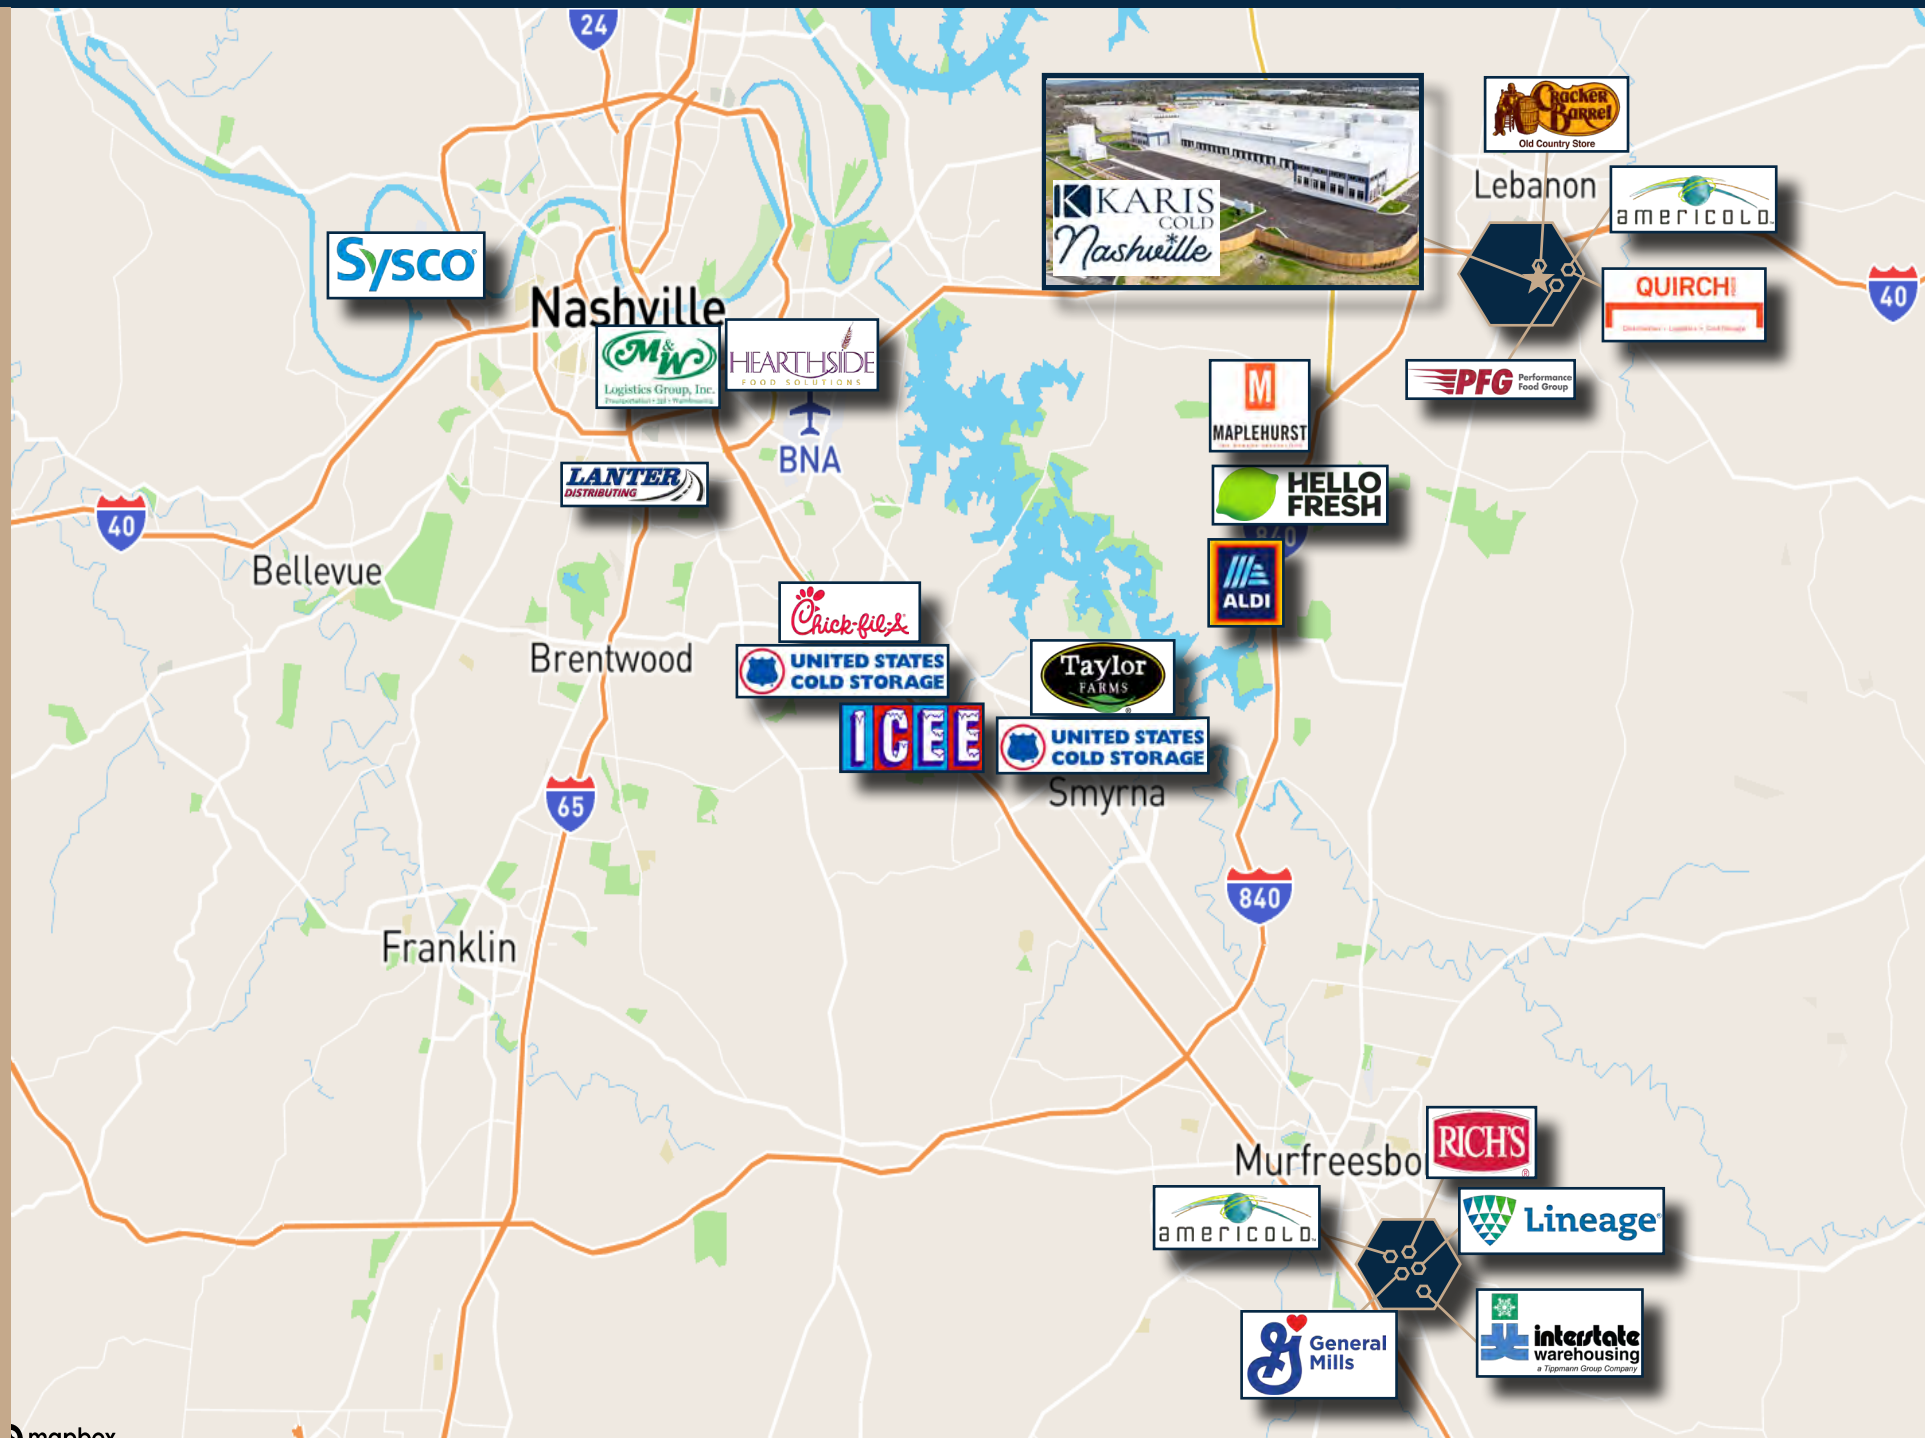 24
Cracker
Barrel
Old Country Store
Lebanon
americold
KARIS
COLD
Nashville
Sysco
QUIRCH
40
Nashville
M&W
Logistics Group, Inc.
HEARTHSIDE
FOOD SOLUTIONS
PFG Performance
Food Group
M
MAPLEHURST
BNA
LANTER
DISTRIBUTING
HELLO
FRESH
40
840
Bellevue
ALDI
Chick-fil-A
Brentwood
UNITED STATES
COLD STORAGE
Taylor
FARMS
ICEE
UNITED STATES
COLD STORAGE
Smyrna
65
840
Franklin
RICH'S
Murfreesbo
americold
Lineage
General
Mills
interstate
warehousing
a Tippmann Group Company
mapbox